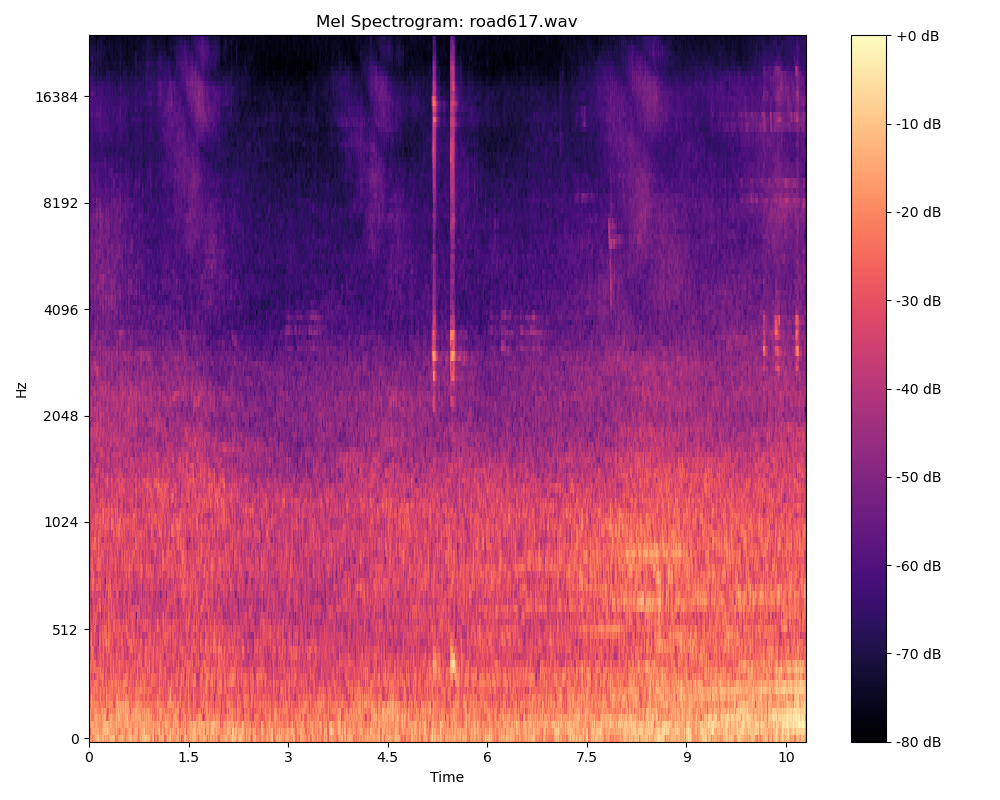 Mel Spectrogram: road617.wav
Hz
16384
8192
4096
2048
1024
512
0
0 1.5 3 4.5 6 7.5 9 10
Time
+0 dB
-10 dB
-20 dB
-30 dB
-40 dB
-50 dB
-60 dB
-70 dB
-80 dB